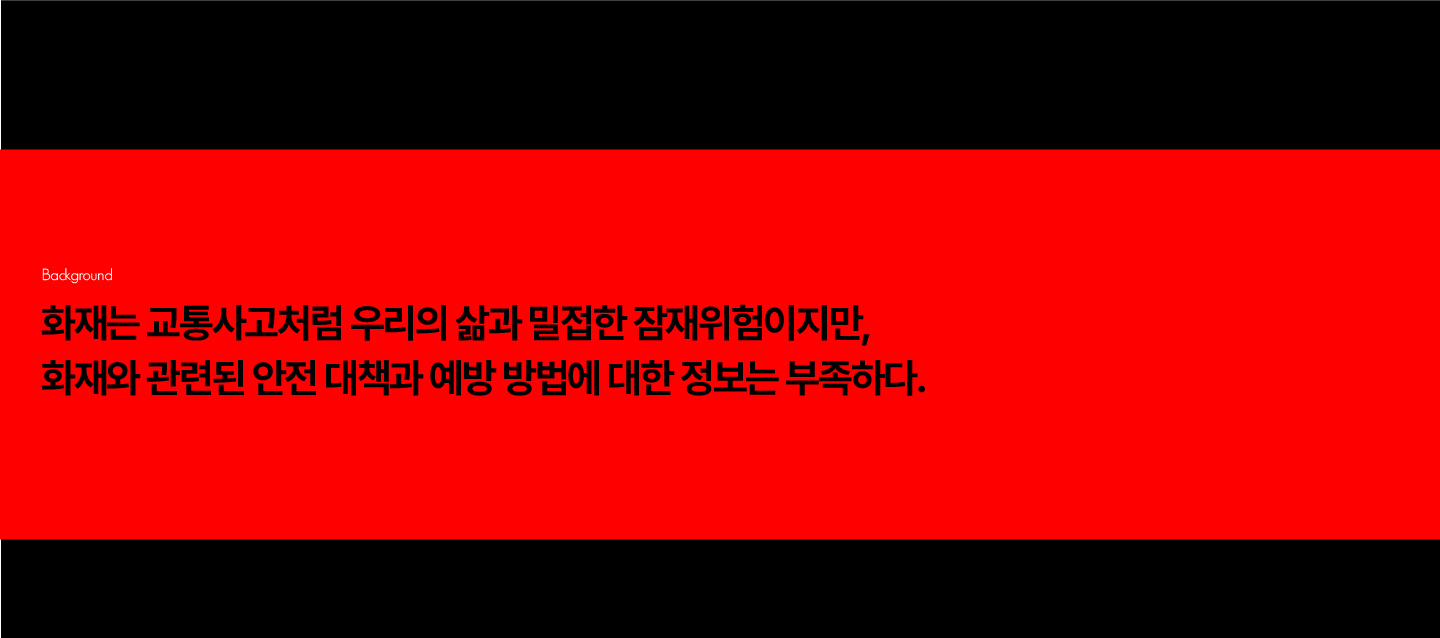 Background
화재는 교통사고처럼 우리의 삶과 밀접한 잠재위험이지만,
화재와 관련된 안전 대책과 예방 방법에 대한 정보는 부족하다.